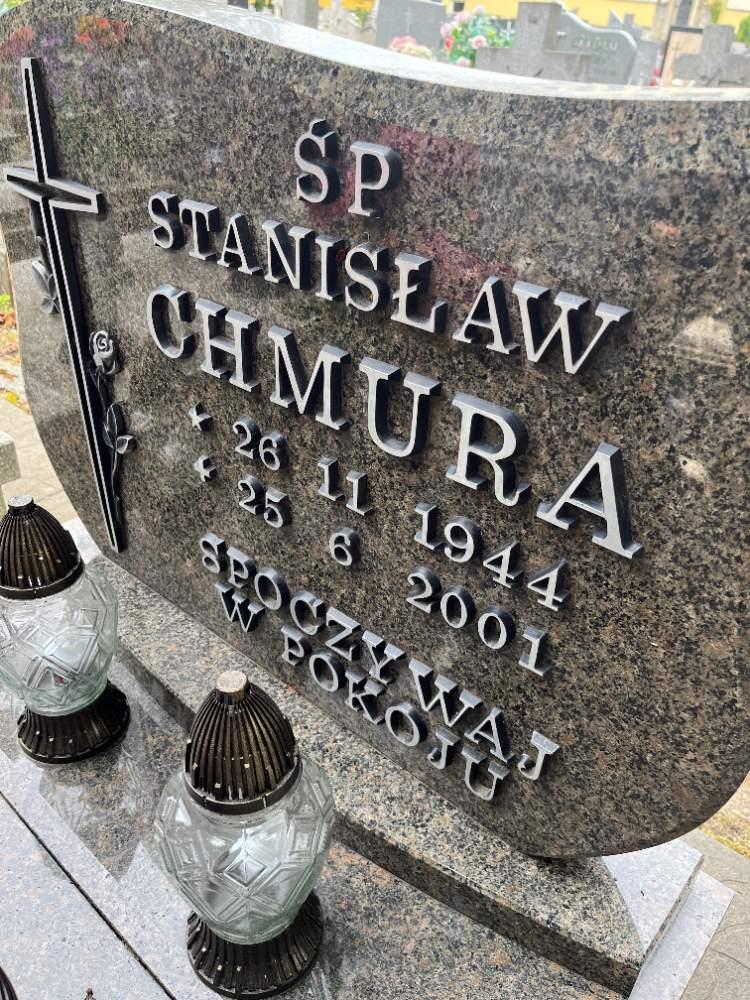 ŚP
STANISŁAW
CHMURA
★ 26 11 1944
★ 25 6 2001
SPOCZYWAJ
W POKOJU